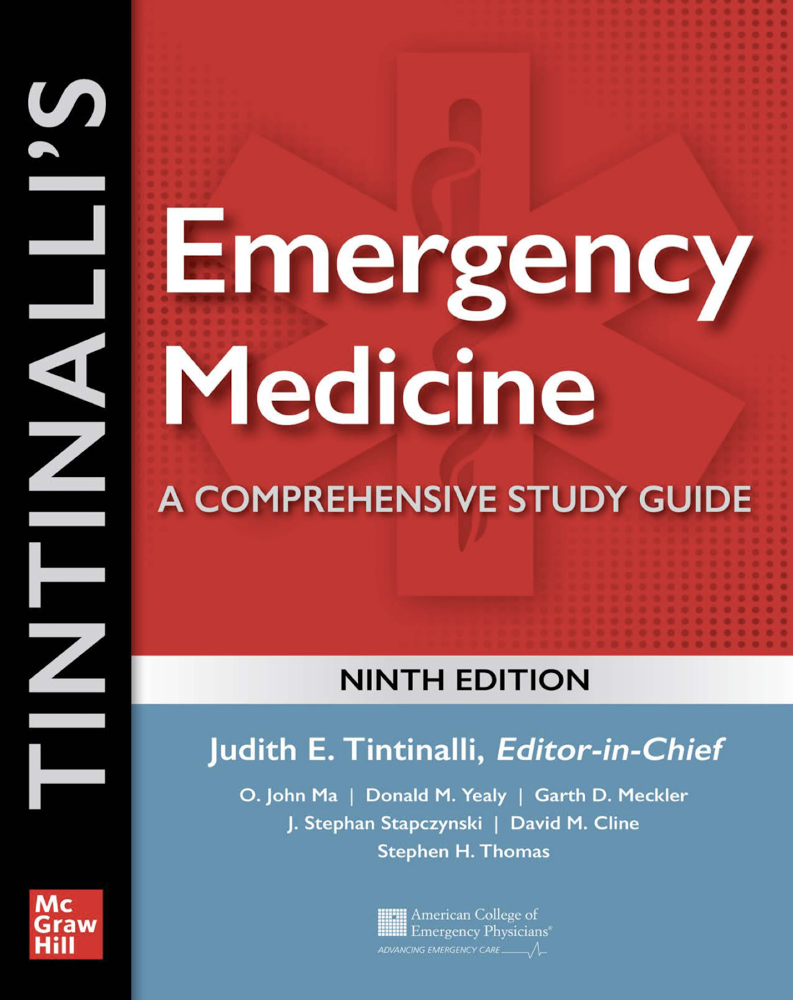 TINTINALLI'S
Emergency
Medicine
A COMPREHENSIVE STUDY GUIDE
NINTH EDITION
Judith E. Tintinalli, Editor-in-Chief
O. John Ma | Donald M. Yealy | Garth D. Meckler
J. Stephan Stapczynski | David M. Cline
Stephen H. Thomas
Mc
Graw
Hill
American College of
Emergency Physicians®
ADVANCING EMERGENCY CARE